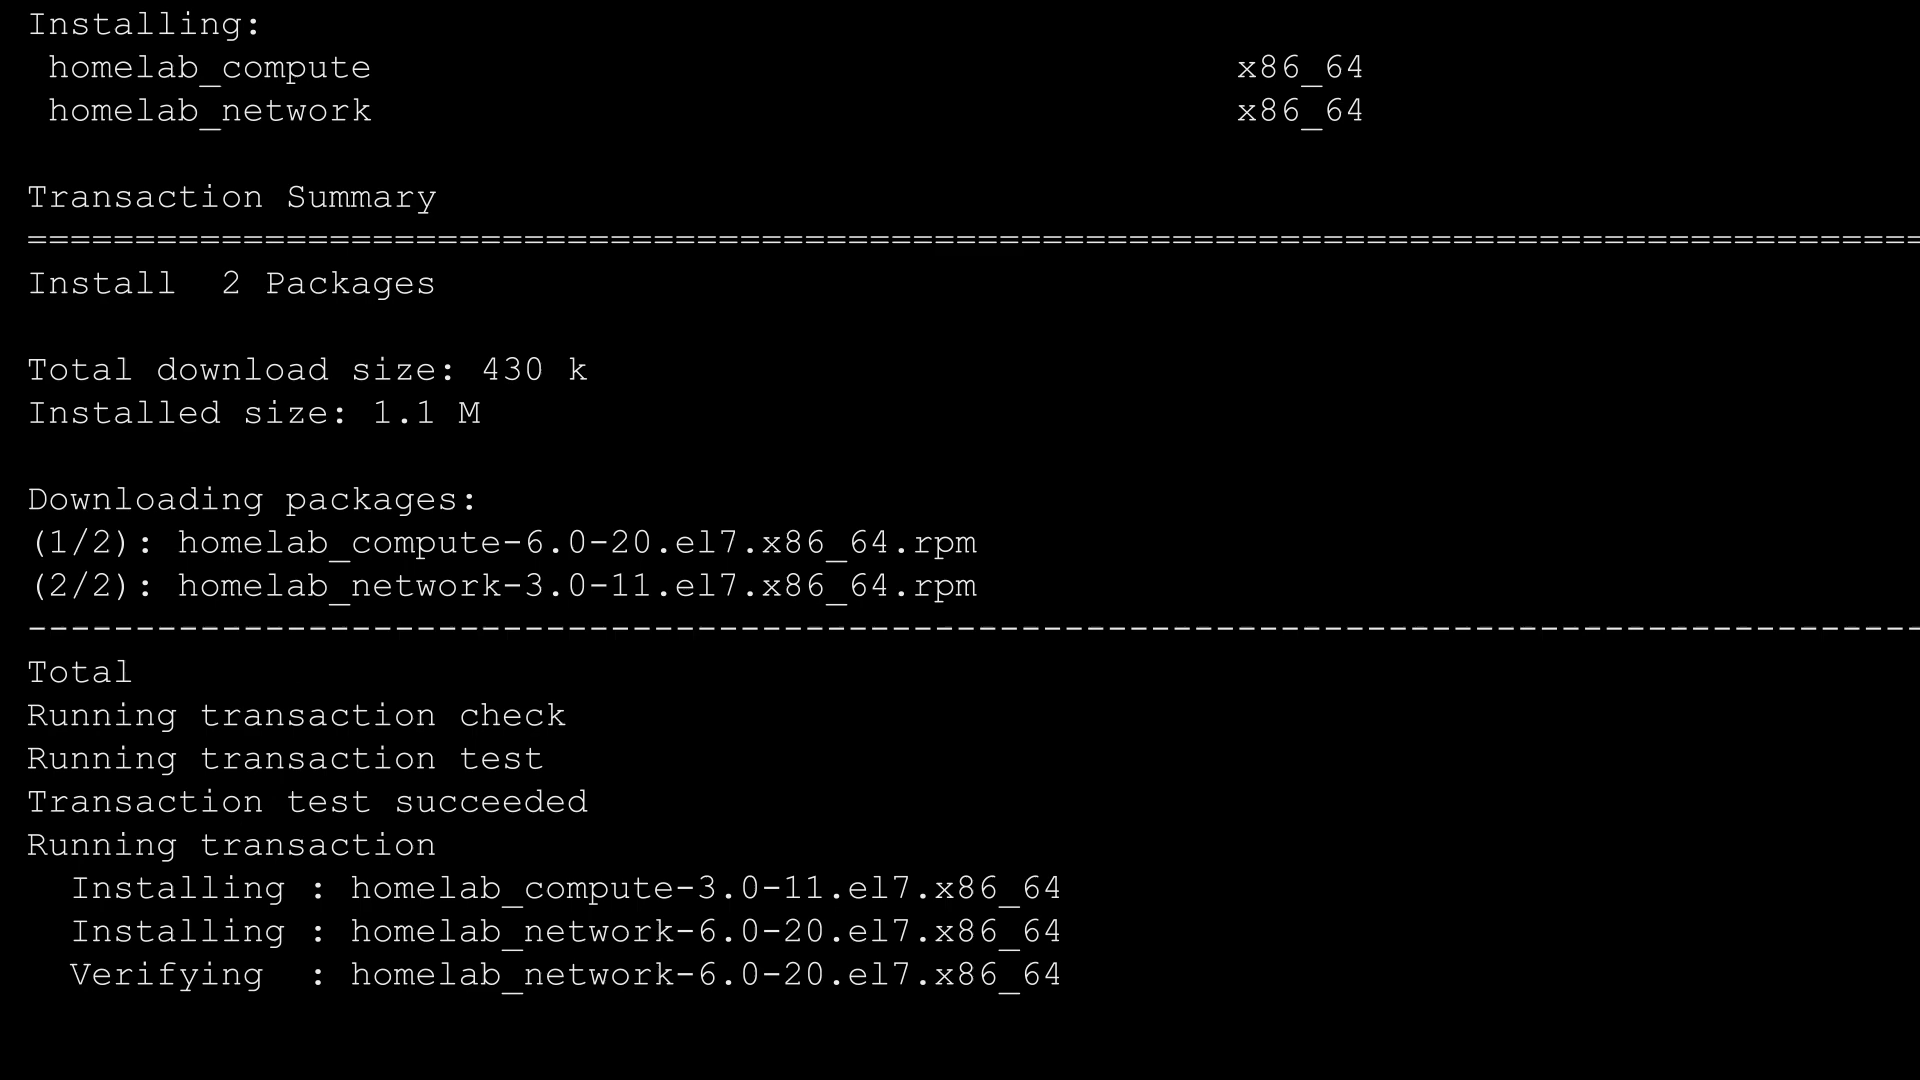 Installing:
 homelab_compute x86_64
 homelab_network x86_64

Transaction Summary
========================================================================================
Install  2 Packages

Total download size: 430 k
Installed size: 1.1 M

Downloading packages:
(1/2): homelab_compute-6.0-20.el7.x86_64.rpm
(2/2): homelab_network-3.0-11.el7.x86_64.rpm
----------------------------------------------------------------------------------------
Total
Running transaction check
Running transaction test
Transaction test succeeded
Running transaction
  Installing : homelab_compute-3.0-11.el7.x86_64
  Installing : homelab_network-6.0-20.el7.x86_64
  Verifying  : homelab_network-6.0-20.el7.x86_64